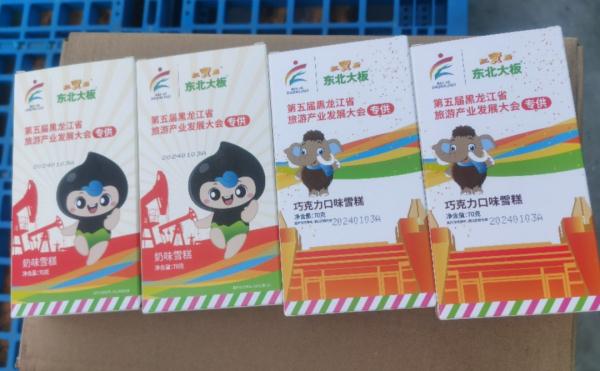 东北大板
第五届黑龙江省
旅游产业发展大会 专供
20240103A
奶味雪糕
净含量:70克
东北大板
第五届黑龙江省
旅游产业发展大会 专供
20240103A
奶味雪糕
净含量:70克
东北大板
第五届黑龙江省
旅游产业发展大会 专供
巧克力口味雪糕
净含量:70克
20240103A
东北大板
第五届黑龙江省
旅游产业发展大会 专供
巧克力口味雪糕
净含量:70克
20240103A